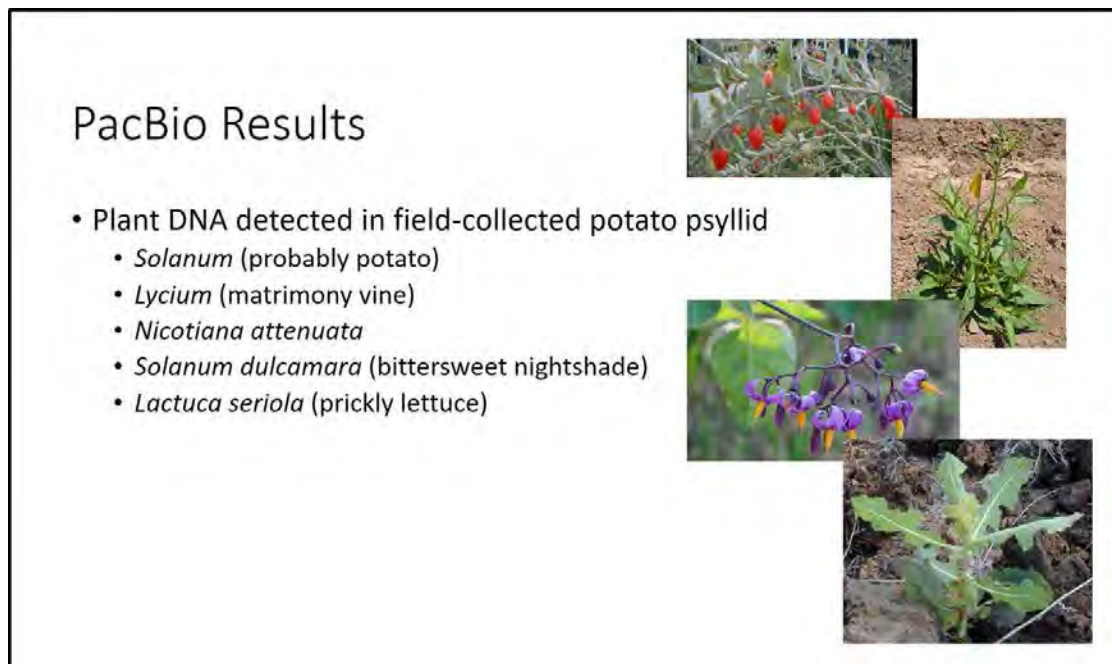 PacBio Results
• Plant DNA detected in field-collected potato psyllid
• Solanum (probably potato)
• Lycium (matrimony vine)
• Nicotiana attenuata
• Solanum dulcamara (bittersweet nightshade)
• Lactuca seriola (prickly lettuce)